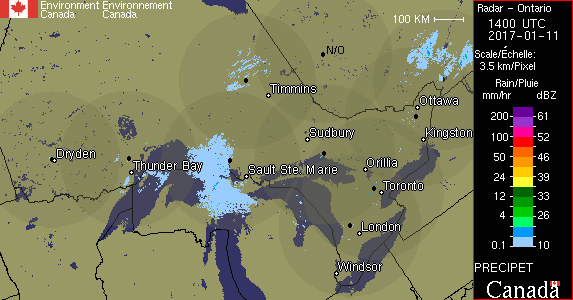 Environment Environnement
Canada Canada
100 KM
N/O
Timmins
Ottawa
Sudbury
Kingston
Dryden
Thunder Bay
Sault Ste. Marie
Orillia
Toronto
London
Windsor
Radar - Ontario
1400 UTC
2017-01-11
Scale/Échelle:
3.5 km/Pixel
Rain/Pluie
mm/hr dBZ
200 61
100 52
50 46
24 39
12 33
4 26
0.1 10
PRECIPET
Canada